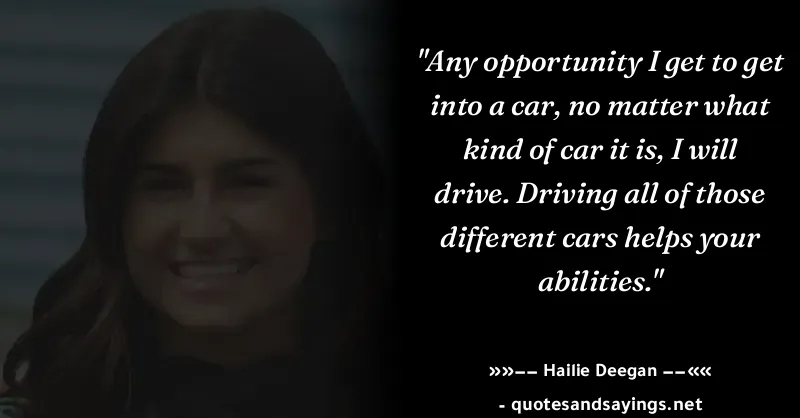 "Any opportunity I get to get
into a car, no matter what
kind of car it is, I will
drive. Driving all of those
different cars helps your
abilities."
»»−− Hailie Deegan −−««
- quotesandsayings.net